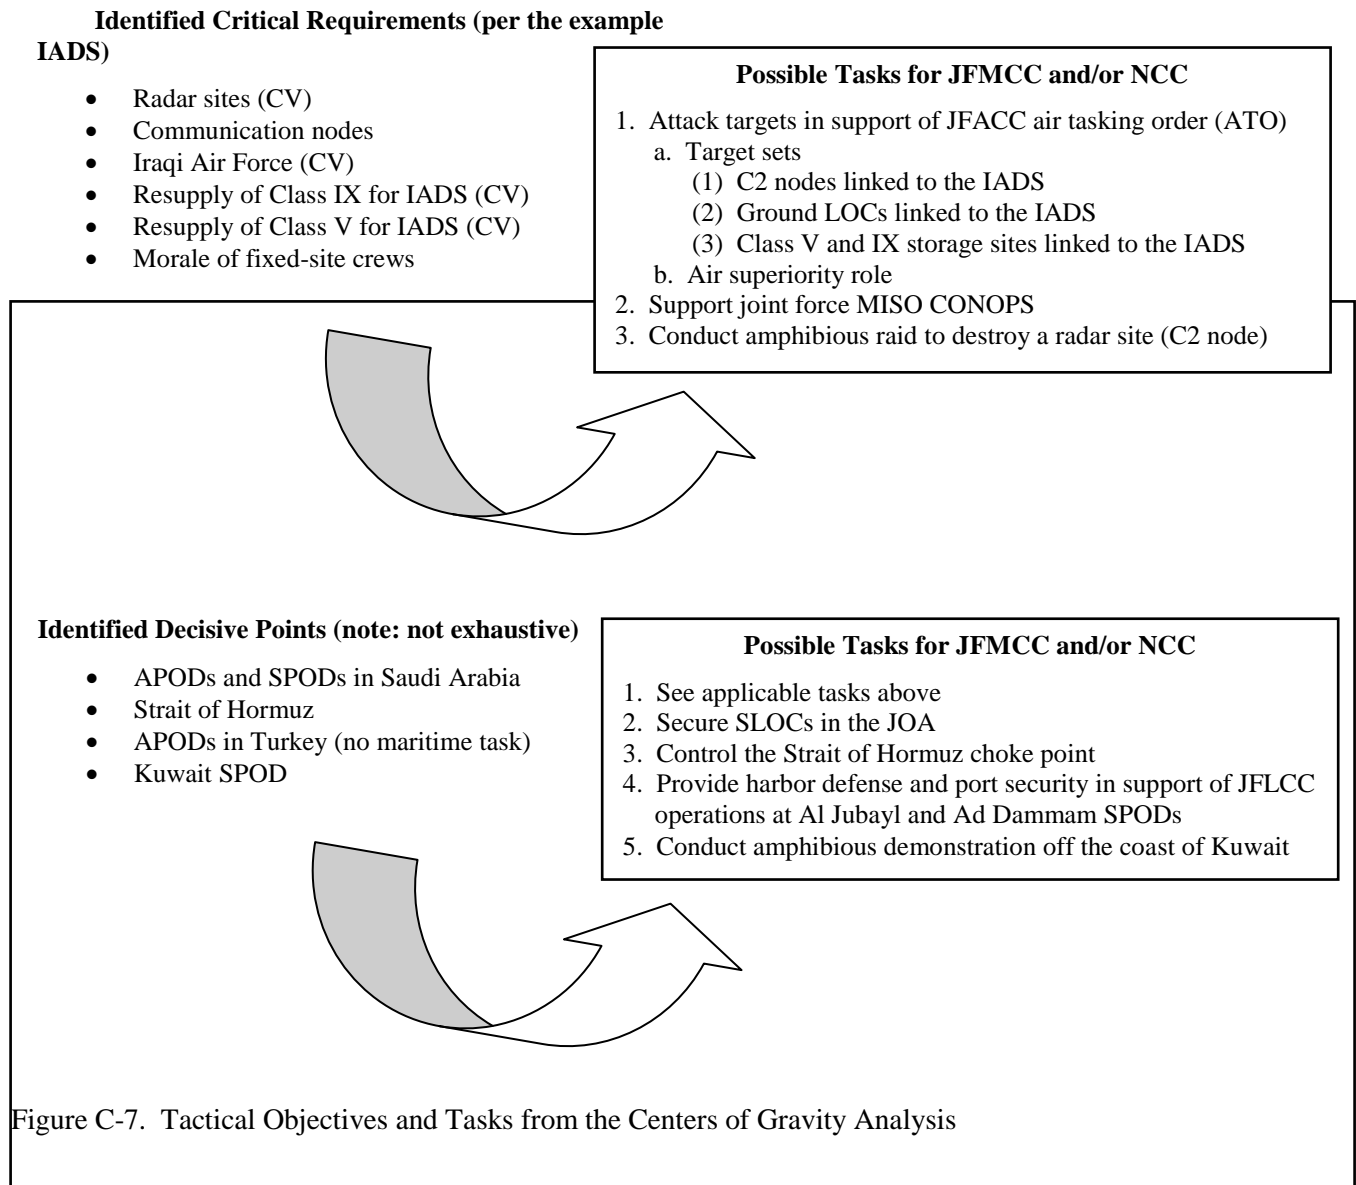 Identified Critical Requirements (per the example
IADS)
• Radar sites (CV)
• Communication nodes
• Iraqi Air Force (CV)
• Resupply of Class IX for IADS (CV)
• Resupply of Class V for IADS (CV)
• Morale of fixed-site crews
Possible Tasks for JFMCC and/or NCC
1. Attack targets in support of JFACC air tasking order (ATO)
a. Target sets
(1) C2 nodes linked to the IADS
(2) Ground LOCs linked to the IADS
(3) Class V and IX storage sites linked to the IADS
b. Air superiority role
2. Support joint force MISO CONOPS
3. Conduct amphibious raid to destroy a radar site (C2 node)
Identified Decisive Points (note: not exhaustive)
• APODs and SPODs in Saudi Arabia
• Strait of Hormuz
• APODs in Turkey (no maritime task)
• Kuwait SPOD
Possible Tasks for JFMCC and/or NCC
1. See applicable tasks above
2. Secure SLOCs in the JOA
3. Control the Strait of Hormuz choke point
4. Provide harbor defense and port security in support of JFLCC
operations at Al Jubayl and Ad Dammam SPODs
5. Conduct amphibious demonstration off the coast of Kuwait
Figure C-7. Tactical Objectives and Tasks from the Centers of Gravity Analysis